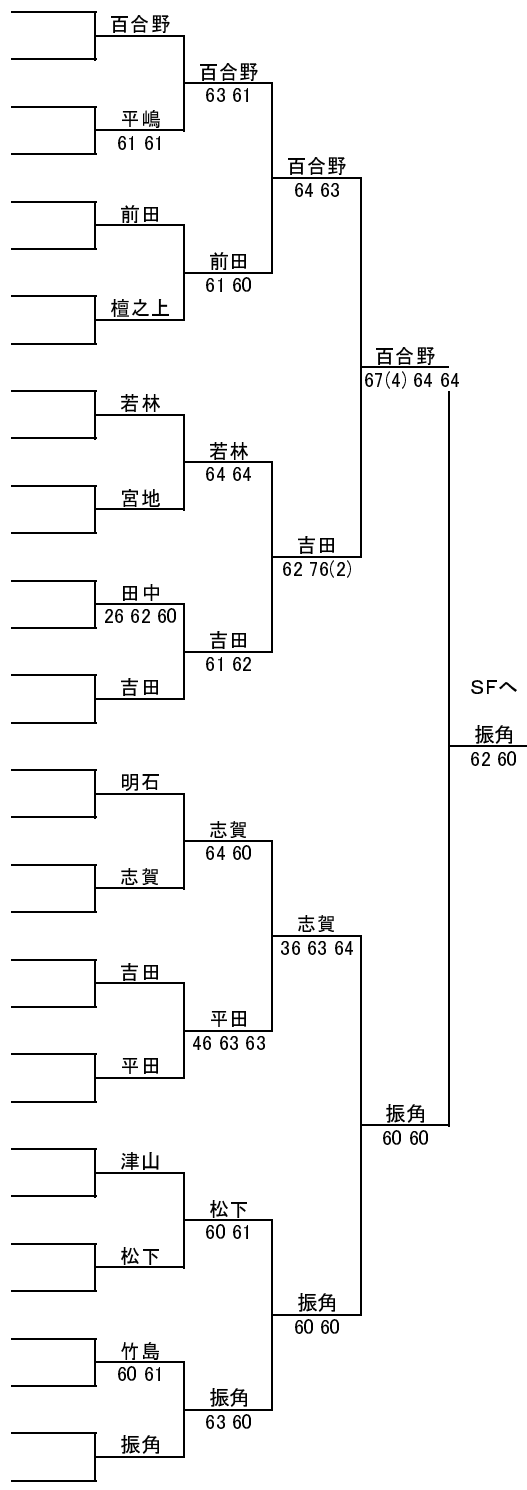 百合野
百合野
63 61
平嶋
61 61
百合野
64 63
前田
前田
61 60
檀之上
百合野
67(4) 64 64
若林
若林
64 64
宮地
吉田
62 76(2)
田中
26 62 60
吉田
61 62
吉田
SFへ
振角
62 60
明石
志賀
64 60
志賀
志賀
36 63 64
吉田
平田
46 63 63
平田
振角
60 60
津山
松下
60 61
松下
振角
60 60
竹島
60 61
振角
63 60
振角